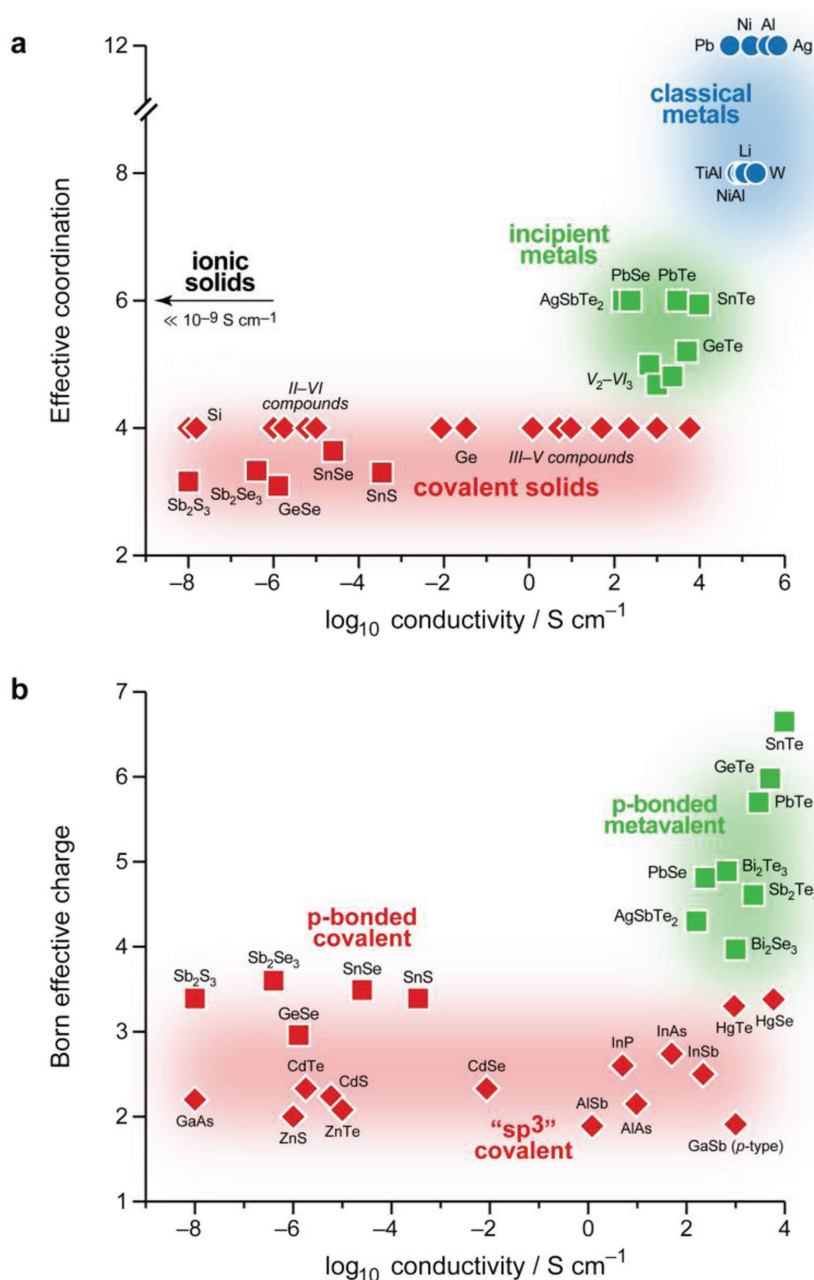 a
12
Ni Al
Pb
Ag
classical
metals
Li
8
TiAl
W
NiAl
incipient
metals
ionic
solids
PbSe PbTe
6
AgSbTe₂
SnTe
≪ 10⁻⁹ S cm⁻¹
GeTe
V₂–VI₃
II–VI
compounds
Si
4
Ge
III–V compounds
SnSe
Sb₂S₃
Sb₂Se₃
GeSe
SnS
covalent solids
2
Effective coordination
–8 –6 –4 –2 0 2 4 6
log₁₀ conductivity / S cm⁻¹
b
7
SnTe
6
GeTe
PbTe
p-bonded
metavalent
5
PbSe
Bi₂Te₃
Sb₂Te
AgSbTe₂
p-bonded
covalent
4
Bi₂Se₃
Sb₂S₃
Sb₂Se₃
SnSe
SnS
GeSe
3
HgTe
HgSe
InP
InAs
InSb
CdTe
CdS
CdSe
GaAs
2
ZnS
ZnTe
AlSb
AlAs
GaSb (p-type)
“sp³”
covalent
1
Born effective charge
–8 –6 –4 –2 0 2 4
log₁₀ conductivity / S cm⁻¹